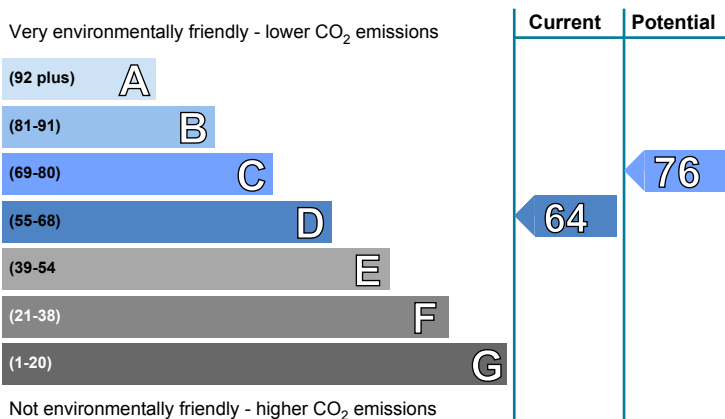 Very environmentally friendly - lower CO2 emissions
Current
Potential
(92 plus) A
(81-91) B
(69-80) C
(55-68) D
(39-54 E
(21-38) F
(1-20) G
64
76
Not environmentally friendly - higher CO2 emissions